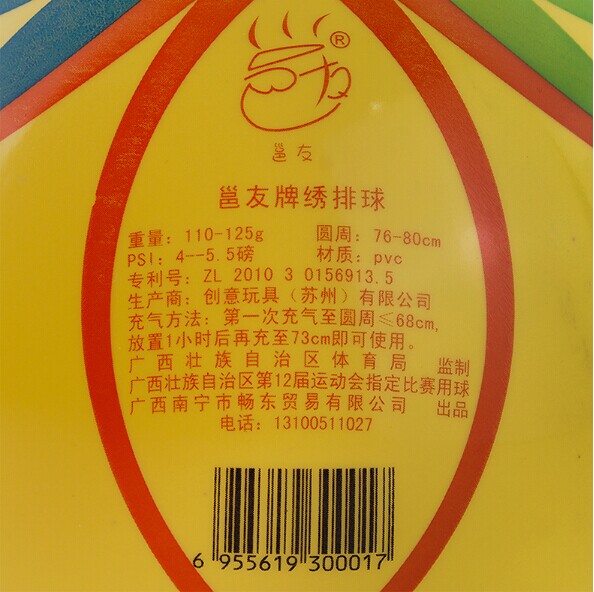 ®
邕友
邕友牌绣排球
重量：110-125g 圆周：76-80cm
PSI：4--5.5磅 材质：pvc
专利号：ZL 2010 3 0156913.5
生产商：创意玩具（苏州）有限公司
充气方法：第一次充气至圆周≤68cm,
放置1小时后再充至73cm即可使用。
广西壮族自治区体育局 监制
广西壮族自治区第12届运动会指定比赛用球
广西南宁市畅东贸易有限公司 出品
电话：13100511027
6 955619 300017